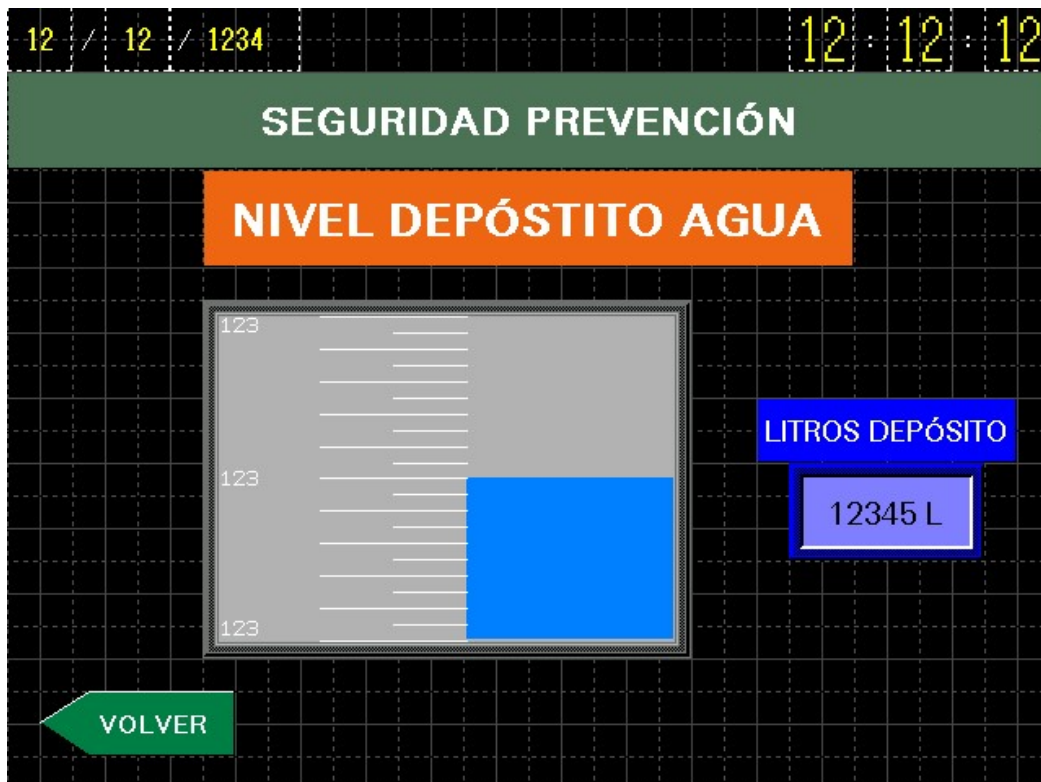 12 / 12 / 1234 12 : 12 : 12
SEGURIDAD PREVENCIÓN
NIVEL DEPÓSTITO AGUA
123
123
123
LITROS DEPÓSITO
12345 L
VOLVER